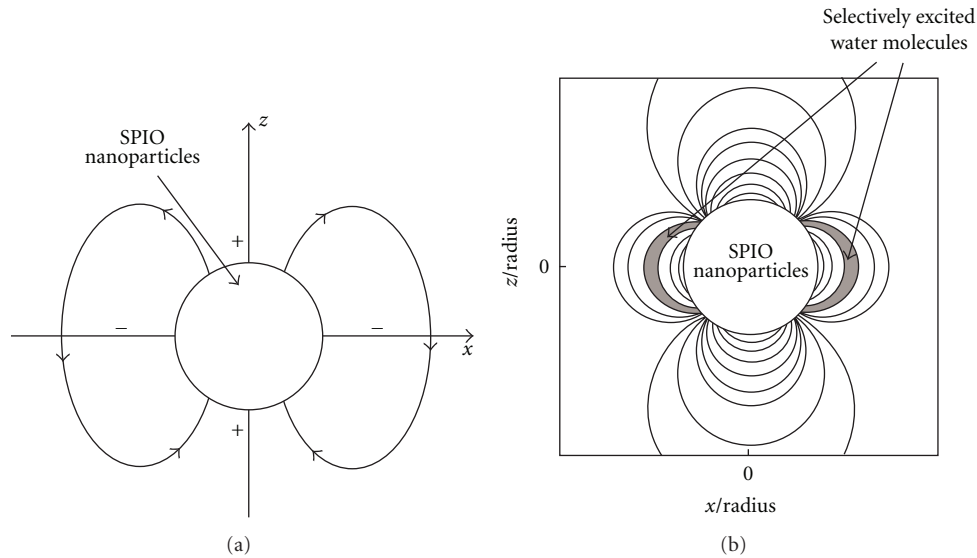 SPIO
nanoparticles
z
+
−
−
x
+
(a)
Selectively excited
water molecules
z/radius
0
SPIO
nanoparticles
0
x/radius
(b)